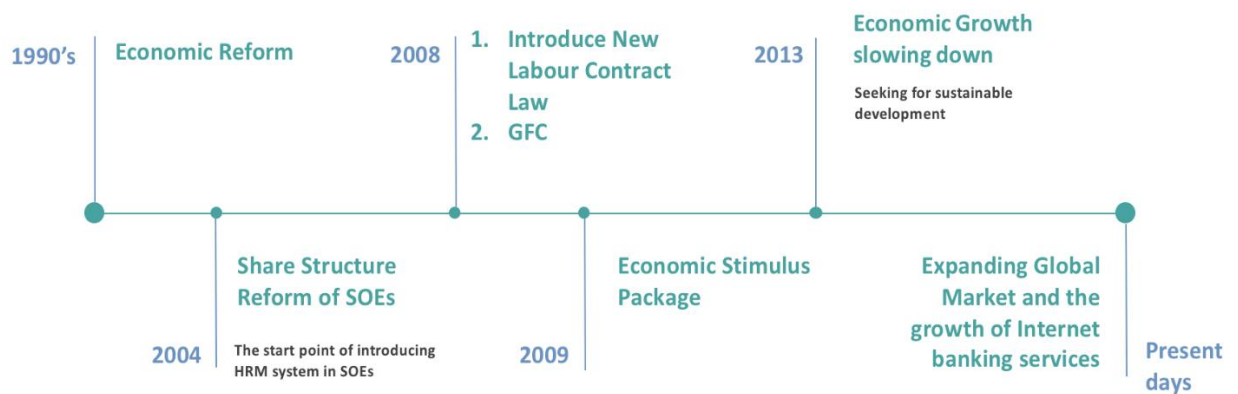 1990's
Economic Reform
2008
1. Introduce New
Labour Contract
Law
2. GFC
2013
Economic Growth
slowing down
Seeking for sustainable
development
2004
Share Structure
Reform of SOEs
The start point of introducing
HRM system in SOEs
2009
Economic Stimulus
Package
Expanding Global
Market and the
growth of Internet
banking services
Present
days